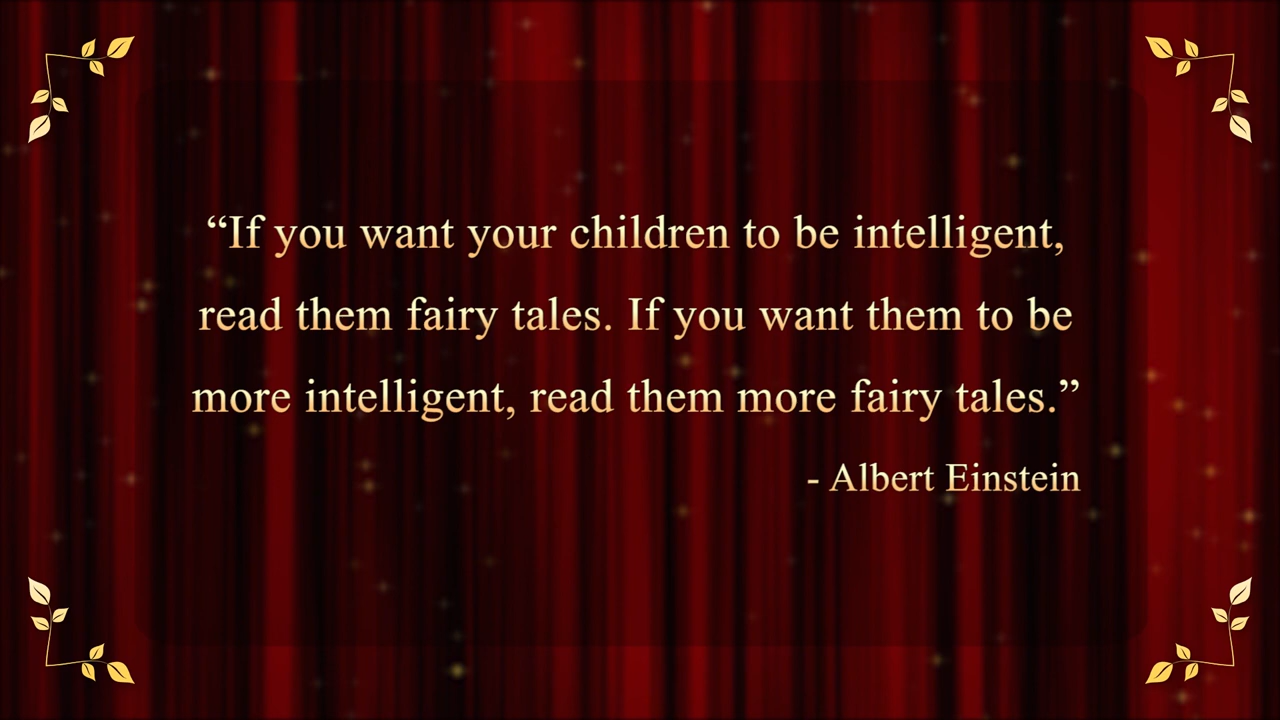 “If you want your children to be intelligent,
read them fairy tales. If you want them to be
more intelligent, read them more fairy tales.”
- Albert Einstein